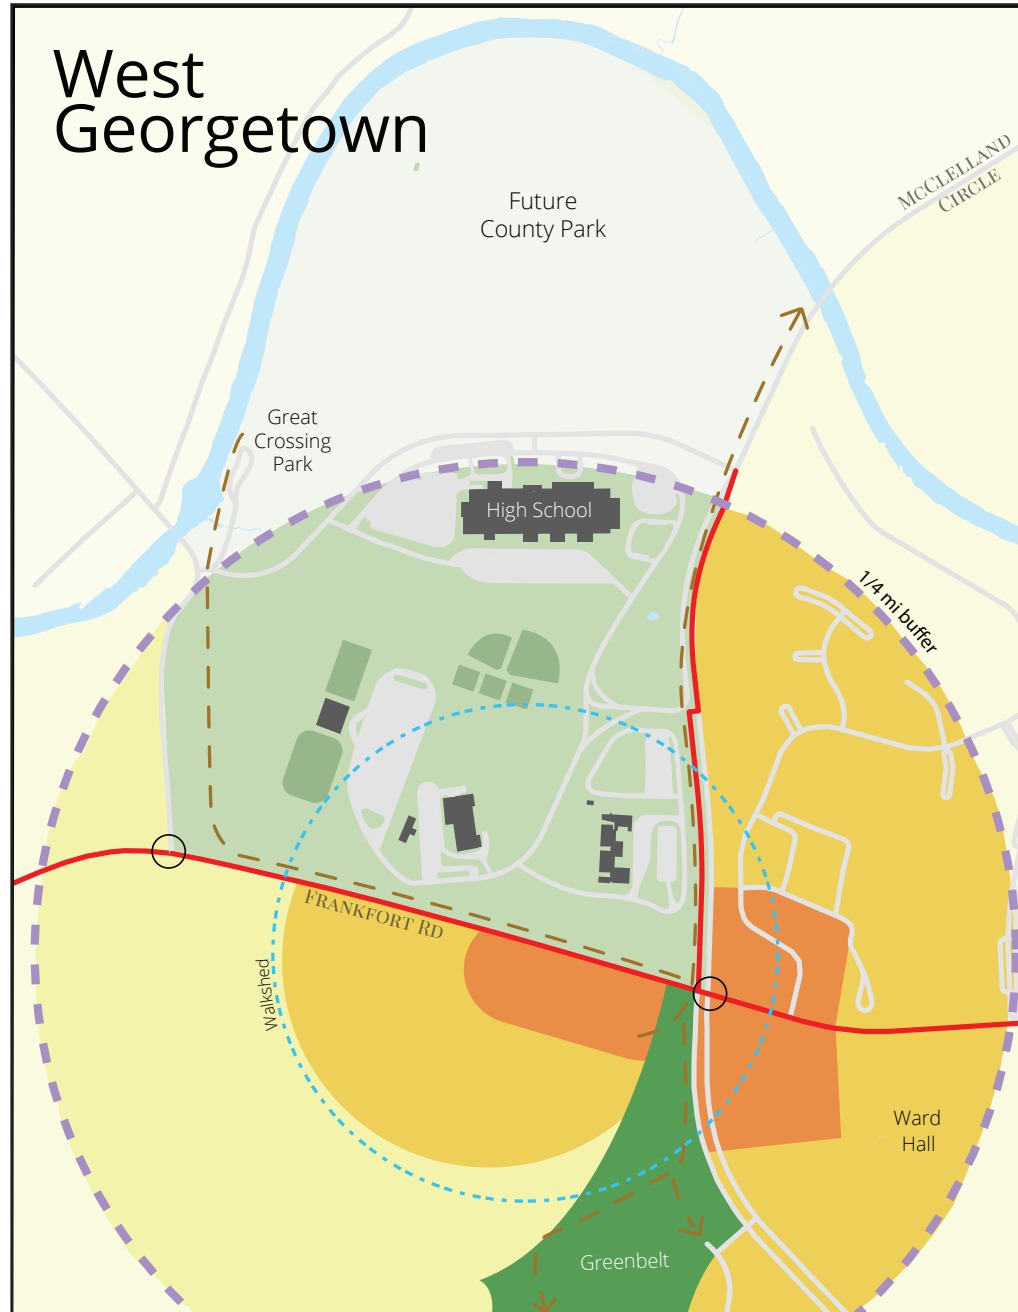 West
Georgetown
McClelland
Circle
Future
County Park
Great
Crossing
Park
High School
1/4 mi buffer
Frankfort Rd
Walkshed
Ward
Hall
Greenbelt